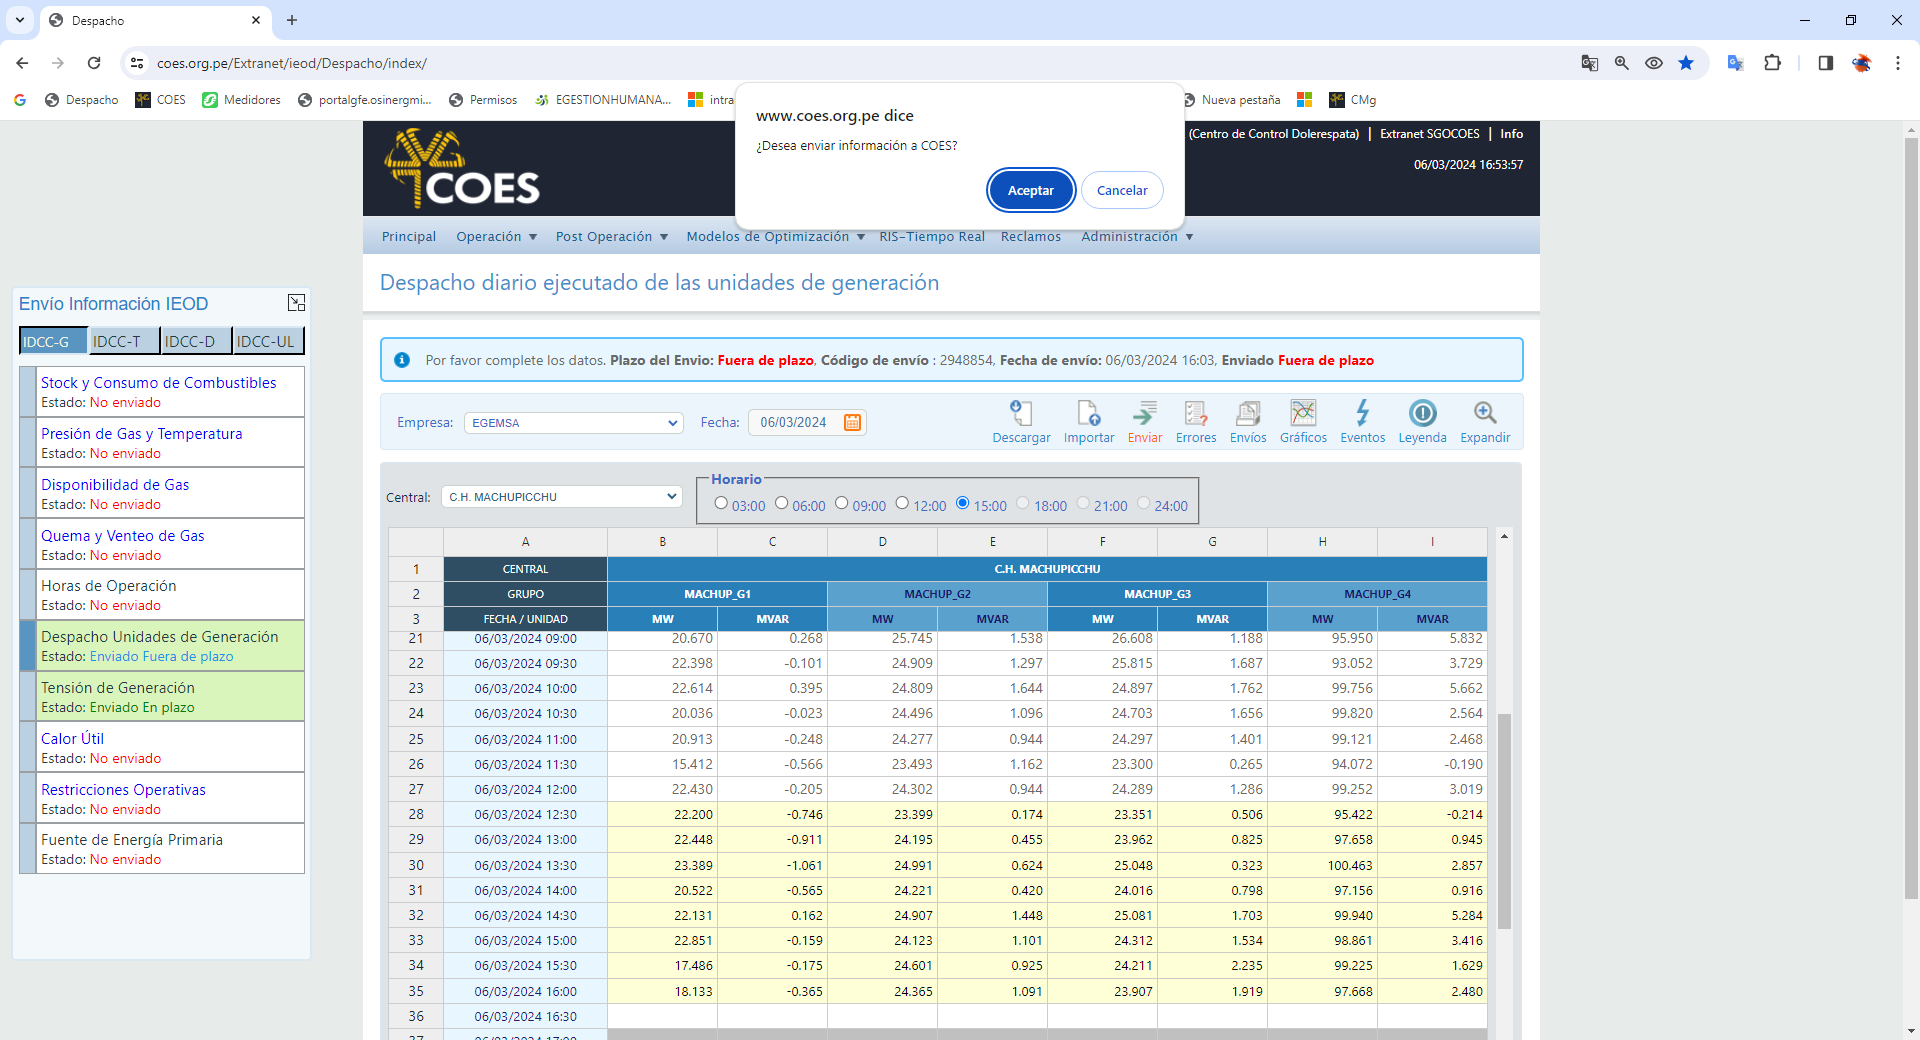 Despacho
coes.org.pe/Extranet/ieod/Despacho/index/
Despacho COES Medidores portalgfe.osinergmi... Permisos EGESTIONHUMANA... intra Nueva pestaña CMg
www.coes.org.pe dice
¿Desea enviar información a COES?
Aceptar Cancelar
COES
(Centro de Control Dolerespata) | Extranet SGOCOES | Info
06/03/2024 16:53:57
Principal Operación Post Operación Modelos de Optimización RIS-Tiempo Real Reclamos Administración
Despacho diario ejecutado de las unidades de generación
Envío Información IEOD
IDCC-G IDCC-T IDCC-D IDCC-UL
Stock y Consumo de Combustibles
Estado: No enviado
Presión de Gas y Temperatura
Estado: No enviado
Disponibilidad de Gas
Estado: No enviado
Quema y Venteo de Gas
Estado: No enviado
Horas de Operación
Estado: No enviado
Despacho Unidades de Generación
Estado: Enviado Fuera de plazo
Tensión de Generación
Estado: Enviado En plazo
Calor Útil
Estado: No enviado
Restricciones Operativas
Estado: No enviado
Fuente de Energía Primaria
Estado: No enviado
Por favor complete los datos. Plazo del Envio: Fuera de plazo, Código de envío : 2948854, Fecha de envío: 06/03/2024 16:03, Enviado Fuera de plazo
Empresa: EGEMSA Fecha: 06/03/2024
Descargar Importar Enviar Errores Envíos Gráficos Eventos Leyenda Expandir
Central: C.H. MACHUPICCHU
Horario
03:00 06:00 09:00 12:00 15:00 18:00 21:00 24:00
A B C D E F G H I
1 CENTRAL C.H. MACHUPICCHU
2 GRUPO MACHUP_G1 MACHUP_G2 MACHUP_G3 MACHUP_G4
3 FECHA / UNIDAD MW MVAR MW MVAR MW MVAR MW MVAR
21 06/03/2024 09:00 20.670 0.268 25.745 1.538 26.608 1.188 95.950 5.832
22 06/03/2024 09:30 22.398 -0.101 24.909 1.297 25.815 1.687 93.052 3.729
23 06/03/2024 10:00 22.614 0.395 24.809 1.644 24.897 1.762 99.756 5.662
24 06/03/2024 10:30 20.036 -0.023 24.496 1.096 24.703 1.656 99.820 2.564
25 06/03/2024 11:00 20.913 -0.248 24.277 0.944 24.297 1.401 99.121 2.468
26 06/03/2024 11:30 15.412 -0.566 23.493 1.162 23.300 0.265 94.072 -0.190
27 06/03/2024 12:00 22.430 -0.205 24.302 0.944 24.289 1.286 99.252 3.019
28 06/03/2024 12:30 22.200 -0.746 23.399 0.174 23.351 0.506 95.422 -0.214
29 06/03/2024 13:00 22.448 -0.911 24.195 0.455 23.962 0.825 97.658 0.945
30 06/03/2024 13:30 23.389 -1.061 24.991 0.624 25.048 0.323 100.463 2.857
31 06/03/2024 14:00 20.522 -0.565 24.221 0.420 24.016 0.798 97.156 0.916
32 06/03/2024 14:30 22.131 0.162 24.907 1.448 25.081 1.703 99.940 5.284
33 06/03/2024 15:00 22.851 -0.159 24.123 1.101 24.312 1.534 98.861 3.416
34 06/03/2024 15:30 17.486 -0.175 24.601 0.925 24.211 2.235 99.225 1.629
35 06/03/2024 16:00 18.133 -0.365 24.365 1.091 23.907 1.919 97.668 2.480
36 06/03/2024 16:30
37 06/03/2024 17:00